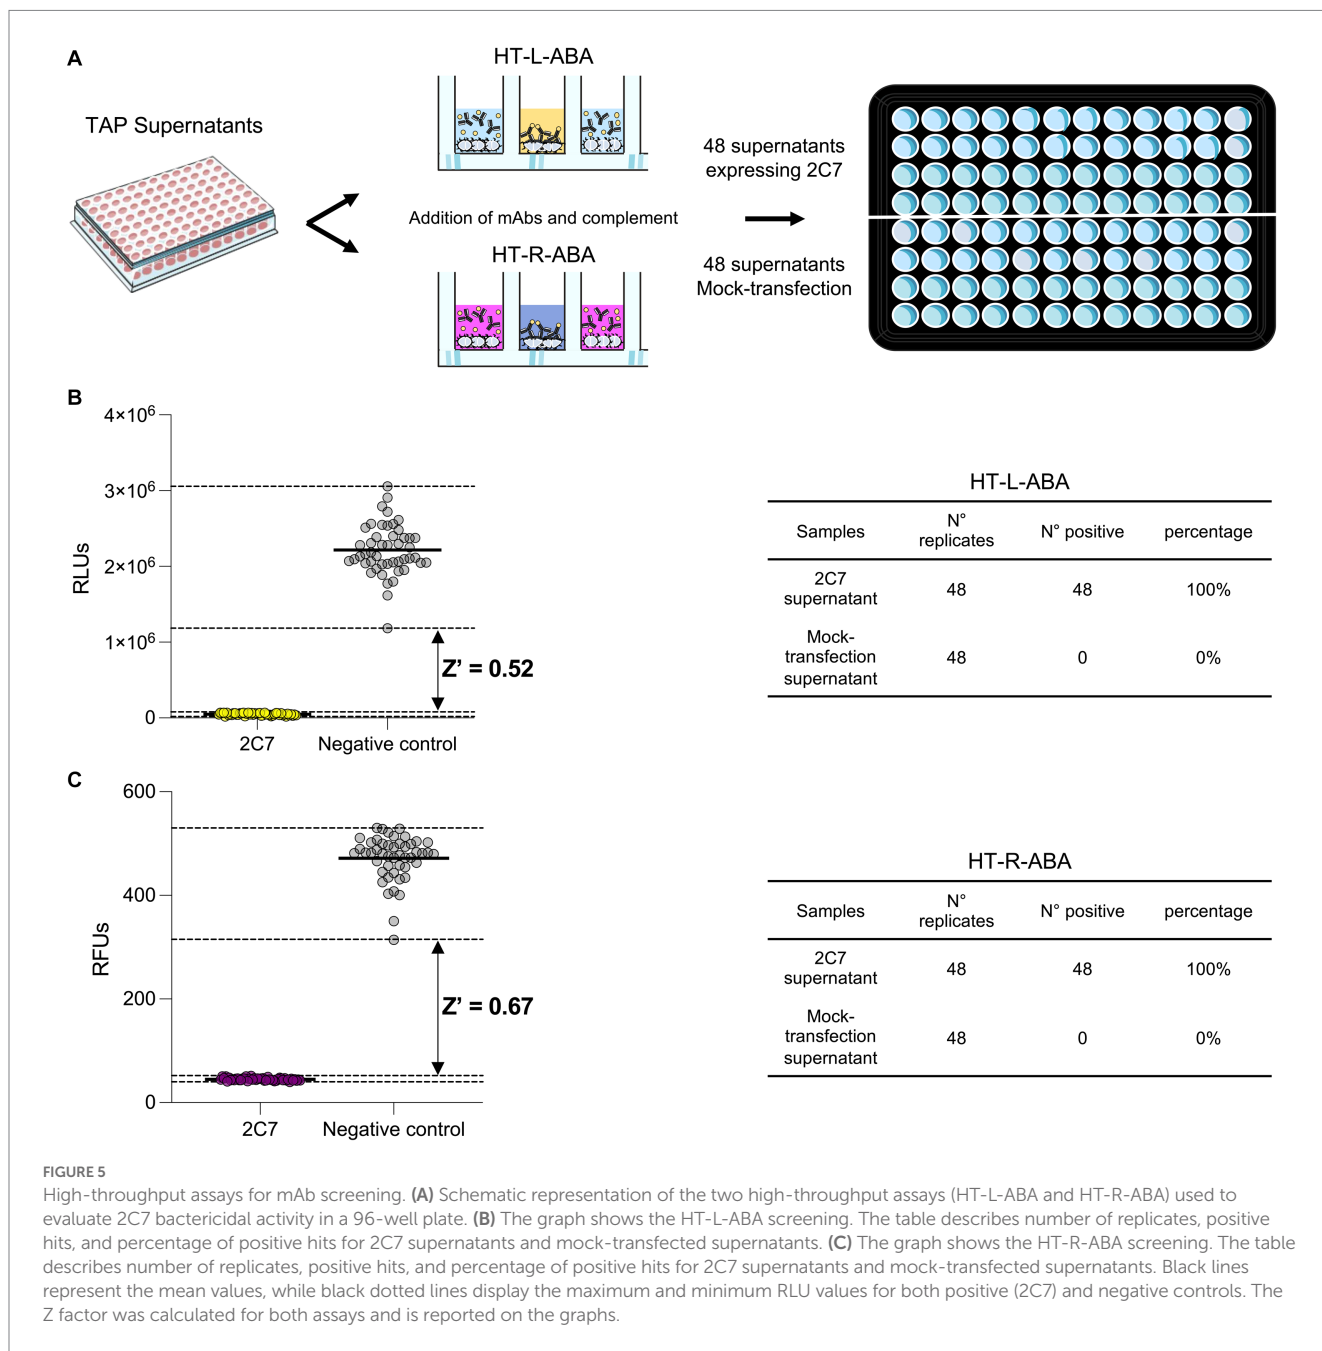 A
HT-L-ABA
TAP Supernatants
48 supernatants
expressing 2C7
Addition of mAbs and complement
HT-R-ABA
48 supernatants
Mock-transfection
B
4×10⁶
3×10⁶
2×10⁶
1×10⁶
0
RLUs
Z’ = 0.52
2C7
Negative control
HT-L-ABA
Samples
N°
replicates
N° positive
percentage
2C7
supernatant
48
48
100%
Mock-
transfection
supernatant
48
0
0%
C
600
400
200
0
RFUs
Z’ = 0.67
2C7
Negative control
HT-R-ABA
Samples
N°
replicates
N° positive
percentage
2C7
supernatant
48
48
100%
Mock-
transfection
supernatant
48
0
0%
FIGURE 5
High-throughput assays for mAb screening. (A) Schematic representation of the two high-throughput assays (HT-L-ABA and HT-R-ABA) used to
evaluate 2C7 bactericidal activity in a 96-well plate. (B) The graph shows the HT-L-ABA screening. The table describes number of replicates, positive
hits, and percentage of positive hits for 2C7 supernatants and mock-transfected supernatants. (C) The graph shows the HT-R-ABA screening. The table
describes number of replicates, positive hits, and percentage of positive hits for 2C7 supernatants and mock-transfected supernatants. Black lines
represent the mean values, while black dotted lines display the maximum and minimum RLU values for both positive (2C7) and negative controls. The
Z factor was calculated for both assays and is reported on the graphs.